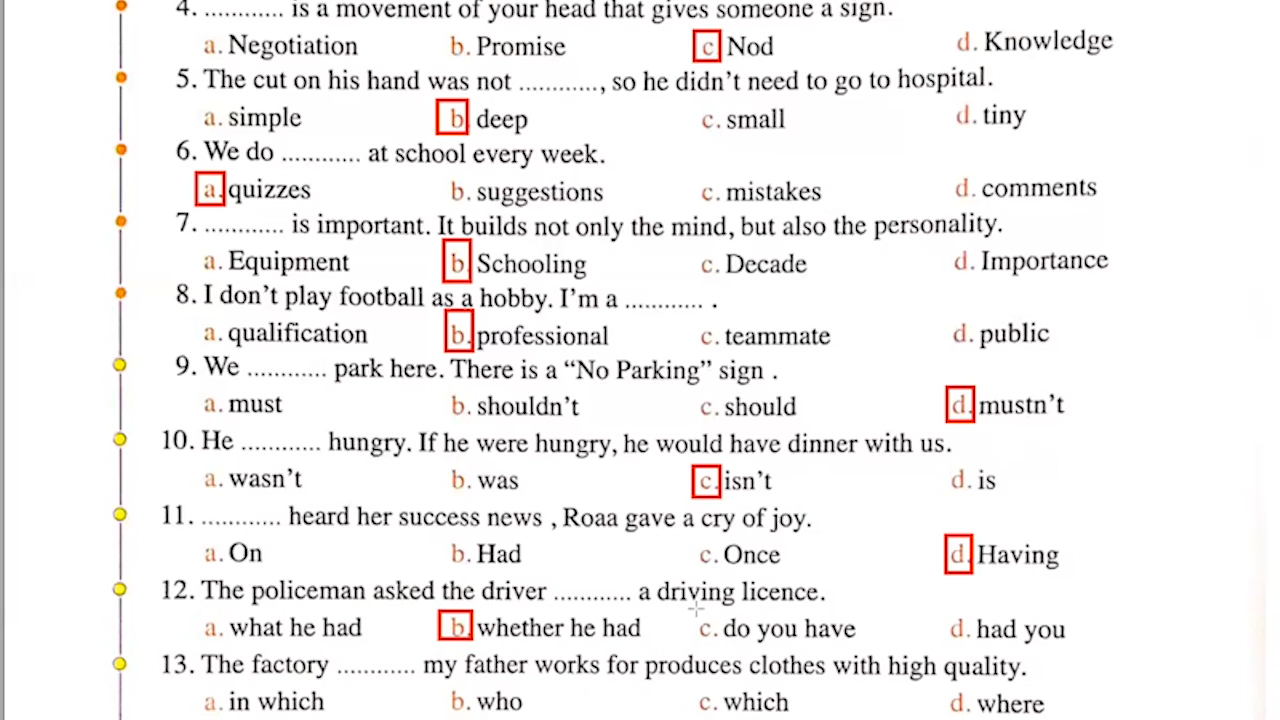 4. ............ is a movement of your head that gives someone a sign.
a. Negotiation b. Promise c. Nod d. Knowledge
5. The cut on his hand was not ............, so he didn't need to go to hospital.
a. simple b. deep c. small d. tiny
6. We do ............ at school every week.
a. quizzes b. suggestions c. mistakes d. comments
7. ............ is important. It builds not only the mind, but also the personality.
a. Equipment b. Schooling c. Decade d. Importance
8. I don't play football as a hobby. I'm a ............ .
a. qualification b. professional c. teammate d. public
9. We ............ park here. There is a “No Parking” sign .
a. must b. shouldn't c. should d. mustn't
10. He ............ hungry. If he were hungry, he would have dinner with us.
a. wasn't b. was c. isn't d. is
11. ............ heard her success news , Roaa gave a cry of joy.
a. On b. Had c. Once d. Having
12. The policeman asked the driver ............ a driving licence.
a. what he had b. whether he had c. do you have d. had you
13. The factory ............ my father works for produces clothes with high quality.
a. in which b. who c. which d. where